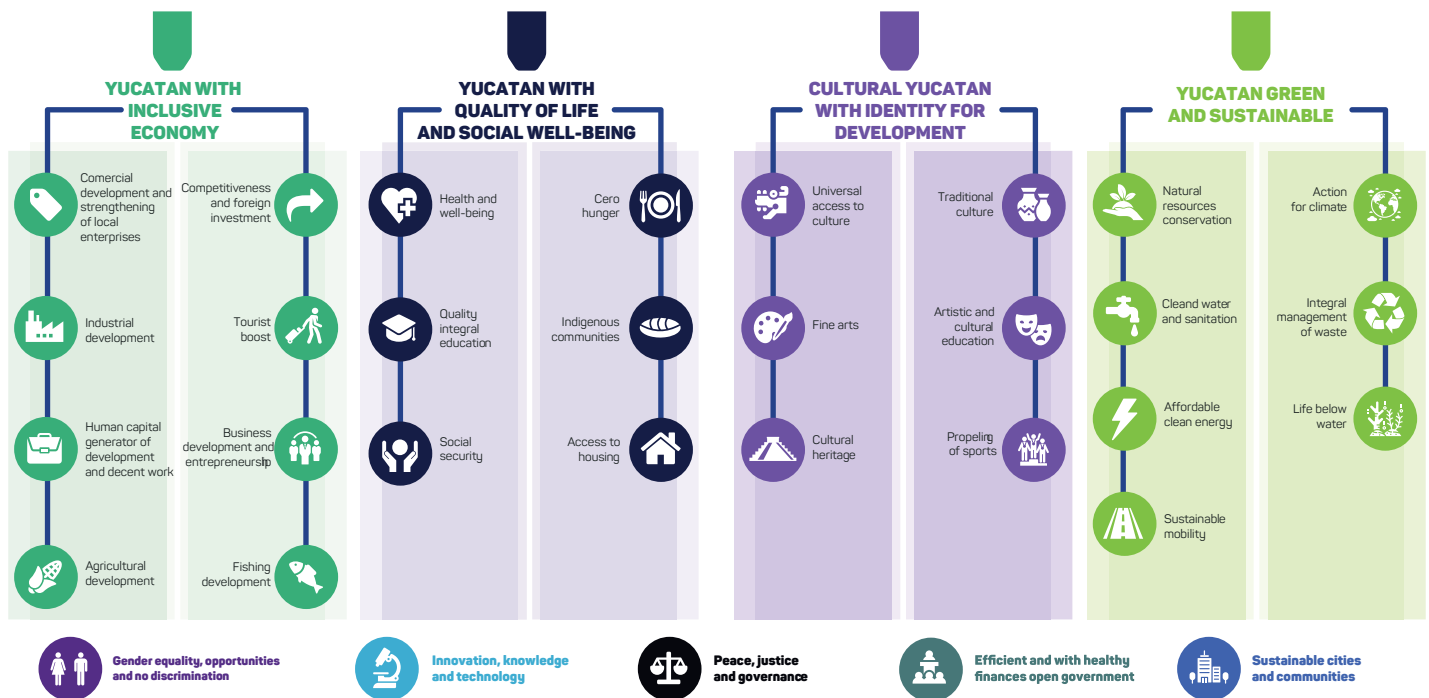 YUCATAN WITH
INCLUSIVE
ECONOMY
Comercial
development and
strengthening
of local
enterprises
Industrial
development
Human capital
generator of
development
and decent work
Agricultural
development
Competitiveness
and foreign
investment
Tourist
boost
Business
development and
entrepreneurship
Fishing
development
YUCATAN WITH
QUALITY OF LIFE
AND SOCIAL WELL-BEING
Health and
well-being
Quality
integral
education
Social
security
Cero
hunger
Indigenous
communities
Access to
housing
CULTURAL YUCATAN
WITH IDENTITY FOR
DEVELOPMENT
Universal
access to
culture
Fine arts
Cultural
heritage
Traditional
culture
Artistic and
cultural
education
Propeling
of sports
YUCATAN GREEN
AND SUSTAINABLE
Natural
resources
conservation
Cleand water
and sanitation
Affordable
clean energy
Sustainable
mobility
Action
for climate
Integral
management
of waste
Life below
water
Gender equality, opportunities
and no discrimination
Innovation, knowledge
and technology
Peace, justice
and governance
Efficient and with healthy
finances open government
Sustainable cities
and communities